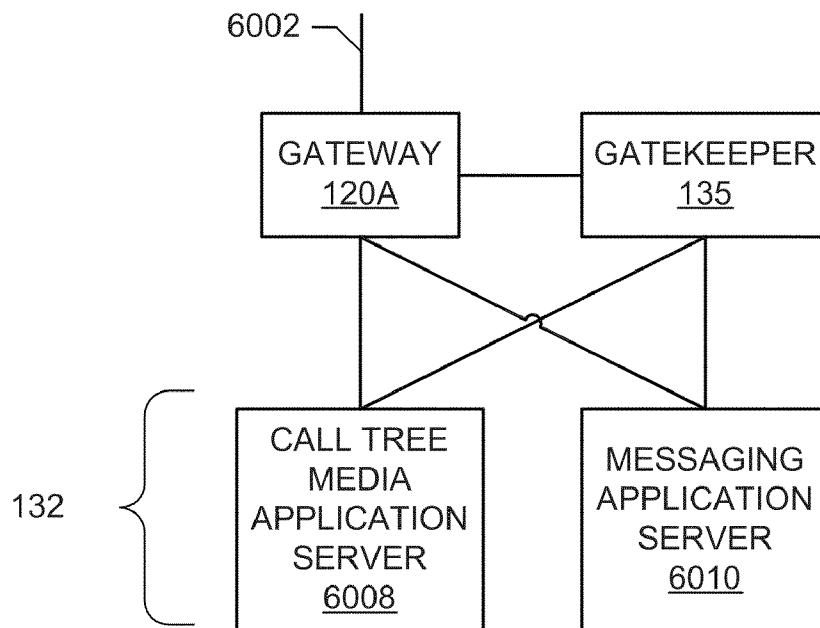 6002
GATEWAY
120A
GATEKEEPER
135
132
CALL TREE
MEDIA
APPLICATION
SERVER
6008
MESSAGING
APPLICATION
SERVER
6010